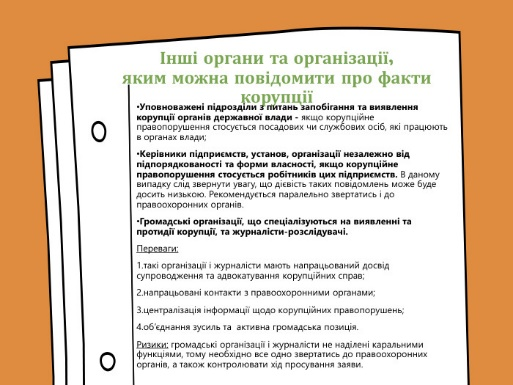 Інші органи та організації,
яким можна повідомити про факти
корупції
•Уповноважені підрозділи з питань запобігання та виявлення
корупції органів державної влади - якщо корупційне
правопорушення стосується посадових чи службових осіб, які працюють
в органах влади;
•Керівники підприємств, установ, організації незалежно від
підпорядкованості та форми власності, якщо корупційне
правопорушення стосується робітників цих підприємств. В даному
випадку слід звернути увагу, що дієвість таких повідомлень може буде
досить низькою. Рекомендується паралельно звертатись і до
правоохоронних органів.
•Громадські організації, що спеціалізуються на виявленні та
протидії корупції, та журналісти-розслідувачі.
Переваги:
1.такі організації і журналісти мають напрацьований досвід
супроводження та адвокатування корупційних справ;
2.напрацьовані контакти з правоохоронними органами;
3.централізація інформації щодо корупційних правопорушень;
4.об'єднання зусиль та  активна громадська позиція.
Ризики: громадські організації і журналісти не наділені каральними
функціями, тому необхідно все одно звертатись до правоохоронних
органів, а також контролювати хід просування заяви.